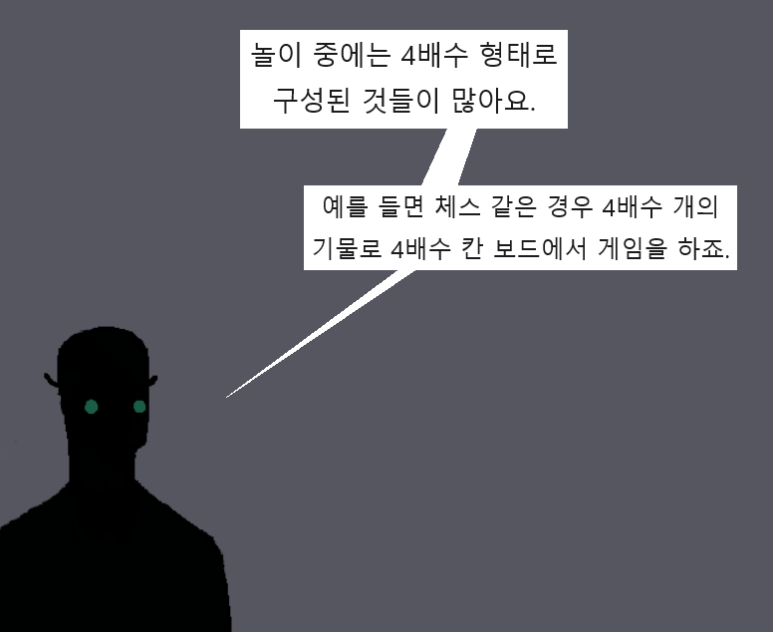 놀이 중에는 4배수 형태로
구성된 것들이 많아요.
예를 들면 체스 같은 경우 4배수 개의
기물로 4배수 칸 보드에서 게임을 하죠.